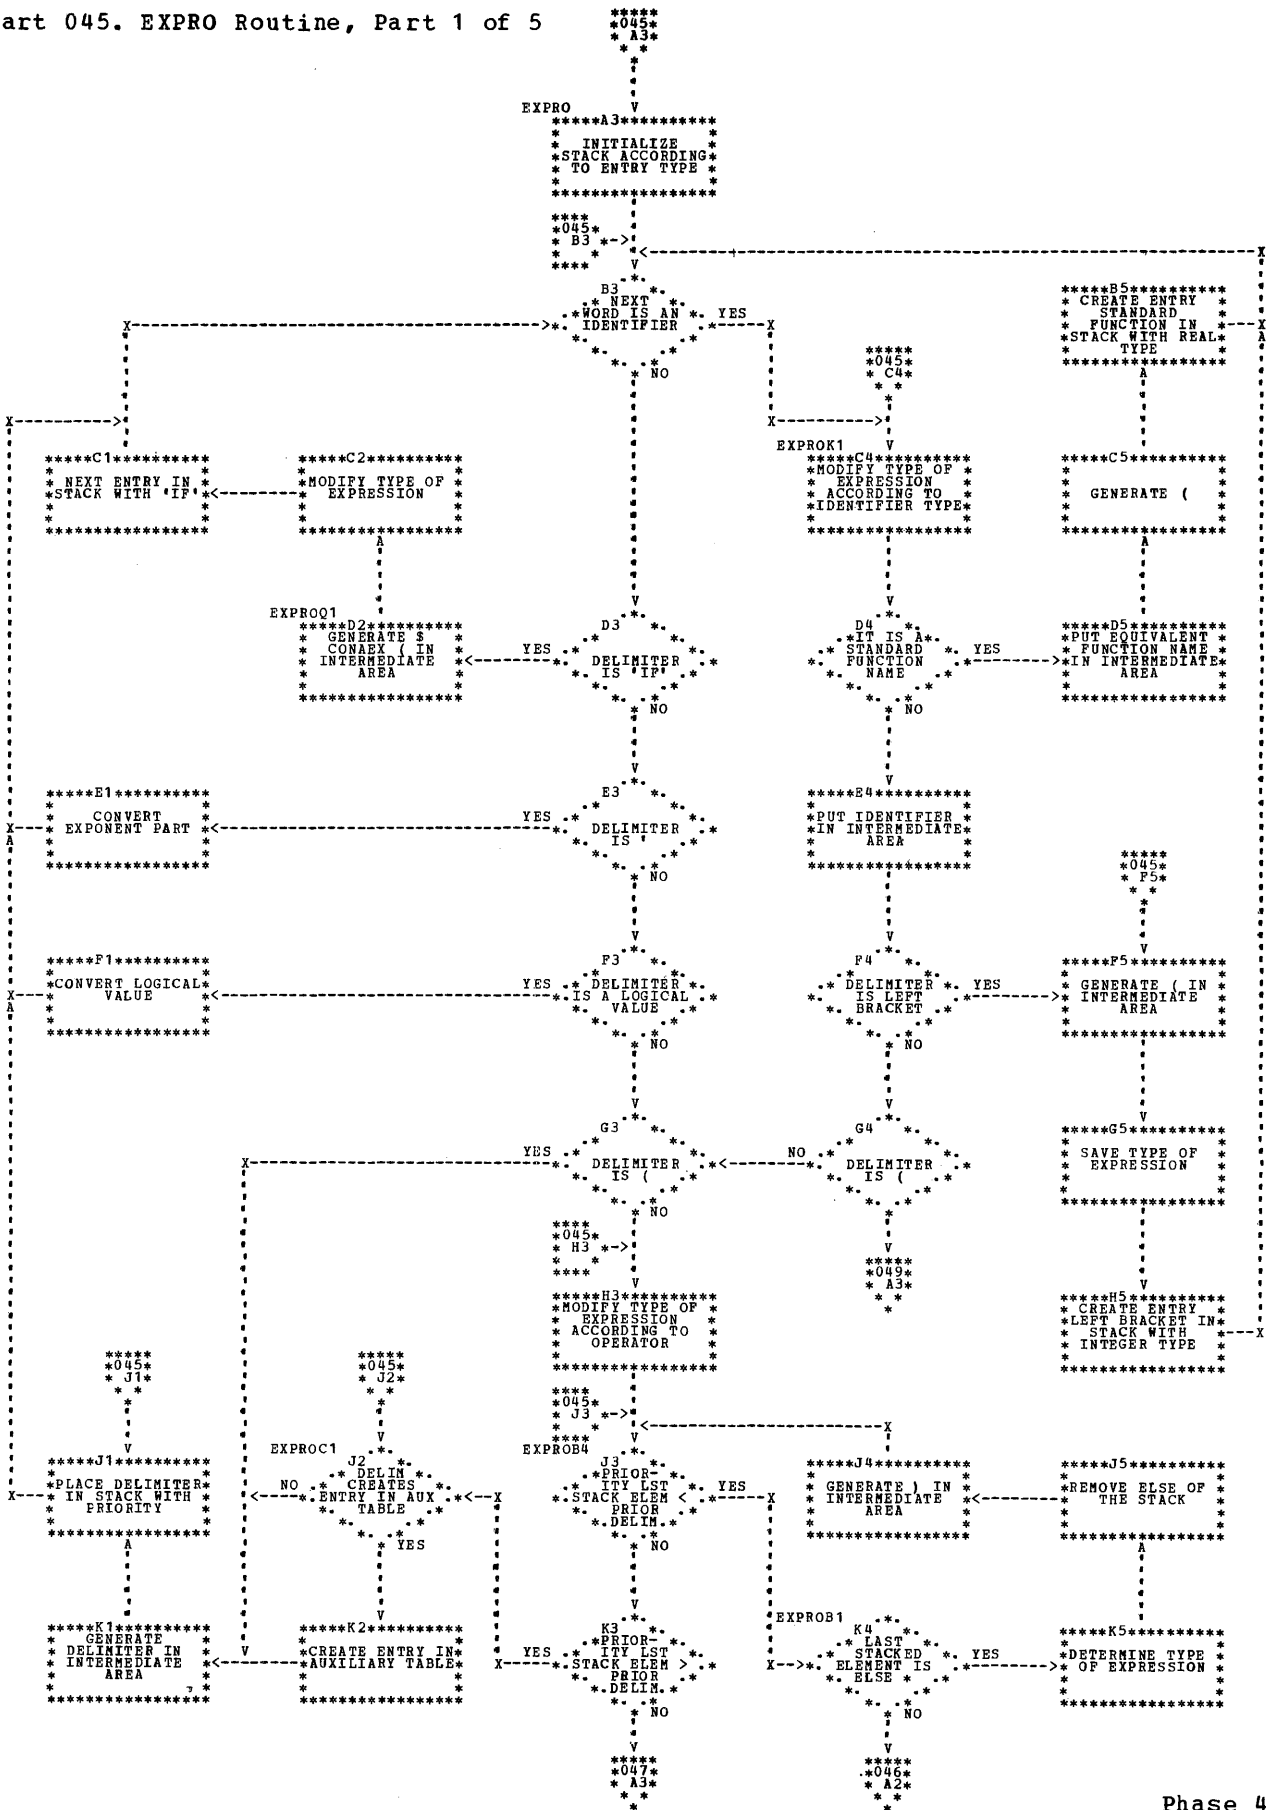 art 045. EXPRO Routine, Part 1 of 5
045
A3
EXPRO
A3
INITIALIZE
STACK ACCORDING
TO ENTRY TYPE
045
B3
B3
NEXT
WORD IS AN
IDENTIFIER
YES
NO
B5
CREATE ENTRY
STANDARD
FUNCTION IN
STACK WITH REAL
TYPE
045
C4
C1
NEXT ENTRY IN
STACK WITH 'IF'
C2
MODIFY TYPE OF
EXPRESSION
EXPROK1
C4
MODIFY TYPE OF
EXPRESSION
ACCORDING TO
IDENTIFIER TYPE
C5
GENERATE (
EXPROQ1
D2
GENERATE $
CONAEX ( IN
INTERMEDIATE
AREA
D3
DELIMITER
IS 'IF'
YES
NO
D4
IT IS A
STANDARD
FUNCTION
NAME
YES
NO
D5
PUT EQUIVALENT
FUNCTION NAME
IN INTERMEDIATE
AREA
E1
CONVERT
EXPONENT PART
E3
DELIMITER
IS '
YES
NO
E4
PUT IDENTIFIER
IN INTERMEDIATE
AREA
045
F5
F1
CONVERT LOGICAL
VALUE
F3
DELIMITER
IS A LOGICAL
VALUE
YES
NO
F4
DELIMITER
IS LEFT
BRACKET
YES
NO
F5
GENERATE ( IN
INTERMEDIATE
AREA
G3
DELIMITER
IS (
YES
NO
G4
DELIMITER
IS (
NO
G5
SAVE TYPE OF
EXPRESSION
045
H3
049
A3
H3
MODIFY TYPE OF
EXPRESSION
ACCORDING TO
OPERATOR
H5
CREATE ENTRY
LEFT BRACKET IN
STACK WITH
INTEGER TYPE
045
J1
045
J2
045
J3
J1
PLACE DELIMITER
IN STACK WITH
PRIORITY
EXPROC1
J2
DELIM
CREATES
ENTRY IN AUX
TABLE
NO
YES
EXPROB4
J3
PRIOR-
ITY LST
STACK ELEM <
PRIOR
DELIM.
YES
NO
J4
GENERATE ) IN
INTERMEDIATE
AREA
J5
REMOVE ELSE OF
THE STACK
K1
GENERATE
DELIMITER IN
INTERMEDIATE
AREA
K2
CREATE ENTRY IN
AUXILIARY TABLE
K3
PRIOR-
ITY LST
STACK ELEM >
PRIOR
DELIM.
YES
NO
EXPROB1
K4
LAST
STACKED
ELEMENT IS
ELSE
YES
NO
K5
DETERMINE TYPE
OF EXPRESSION
047
A3
046
A2
Phase 4